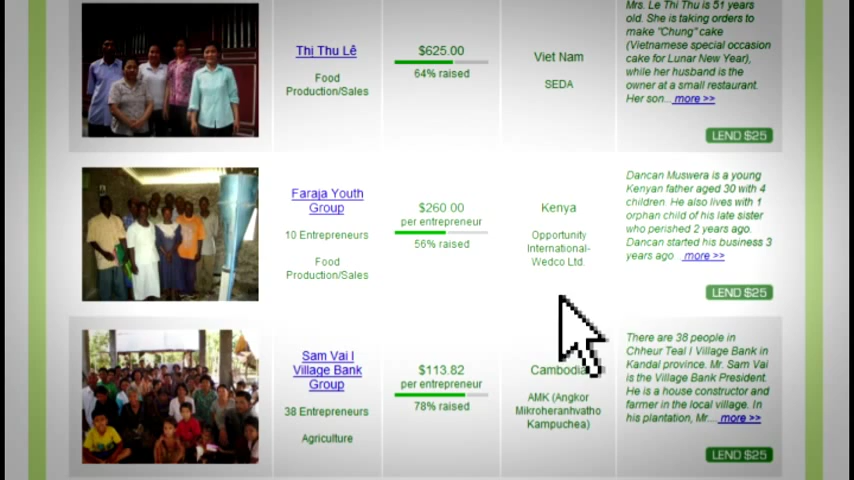 Thị Thu Lê
Food
Production/Sales
$625.00
64% raised
Viet Nam
SEDA
Mrs. Le Thi Thu is 51 years
old. She is taking orders to
make "Chung" cake
(Vietnamese special occasion
cake for Lunar New Year),
while her husband is the
owner at a small restaurant.
Her son... more >>
LEND $25
Faraja Youth
Group
10 Entrepreneurs
Food
Production/Sales
$260.00
per entrepreneur
56% raised
Kenya
Opportunity
International-
Wedco Ltd.
Dancan Muswera is a young
Kenyan father aged 30 with 4
children. He also lives with 1
orphan child of his late sister
who perished 2 years ago.
Dancan started his business 3
years ago more >>
LEND $25
Sam Vai I
Village Bank
Group
38 Entrepreneurs
Agriculture
$113.82
per entrepreneur
78% raised
Cambodia
AMK (Angkor
Mikroheranhvatho
Kampuchea)
There are 38 people in
Chheur Teal I Village Bank in
Kandal province. Mr. Sam Vai
is the Village Bank President.
He is a house constructor and
farmer in the local village. In
his plantation, Mr... more >>
LEND $25